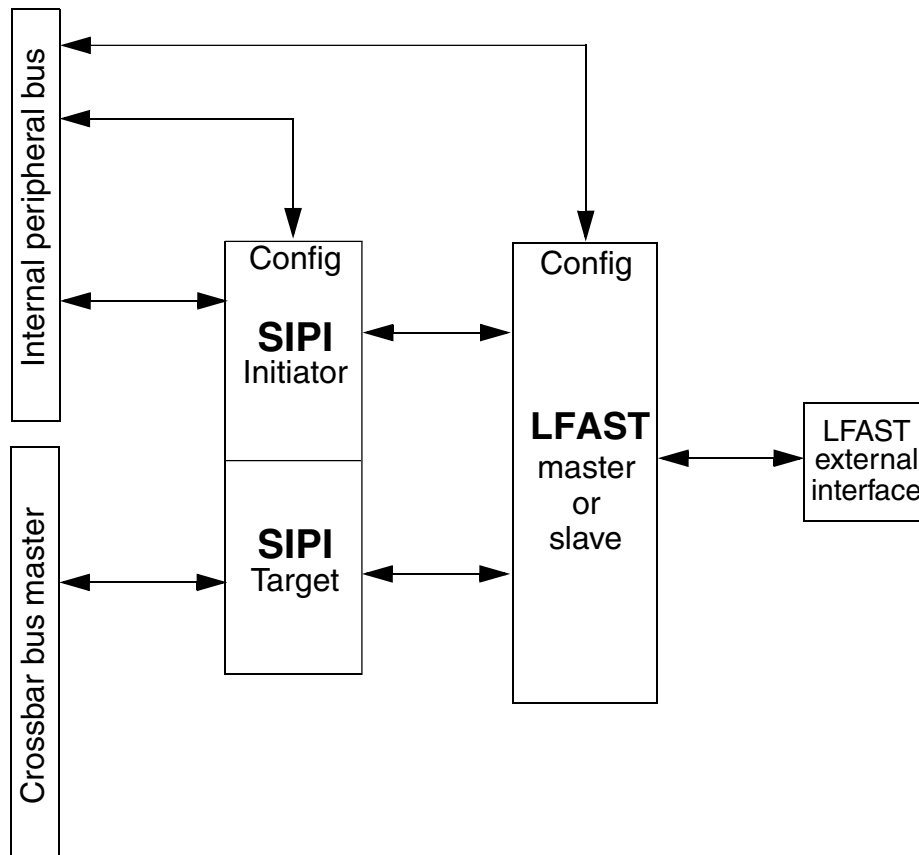 Internal peripheral bus
Crossbar bus master
Config
SIPI
Initiator
SIPI
Target
Config
LFAST
master
or
slave
LFAST
external
interface